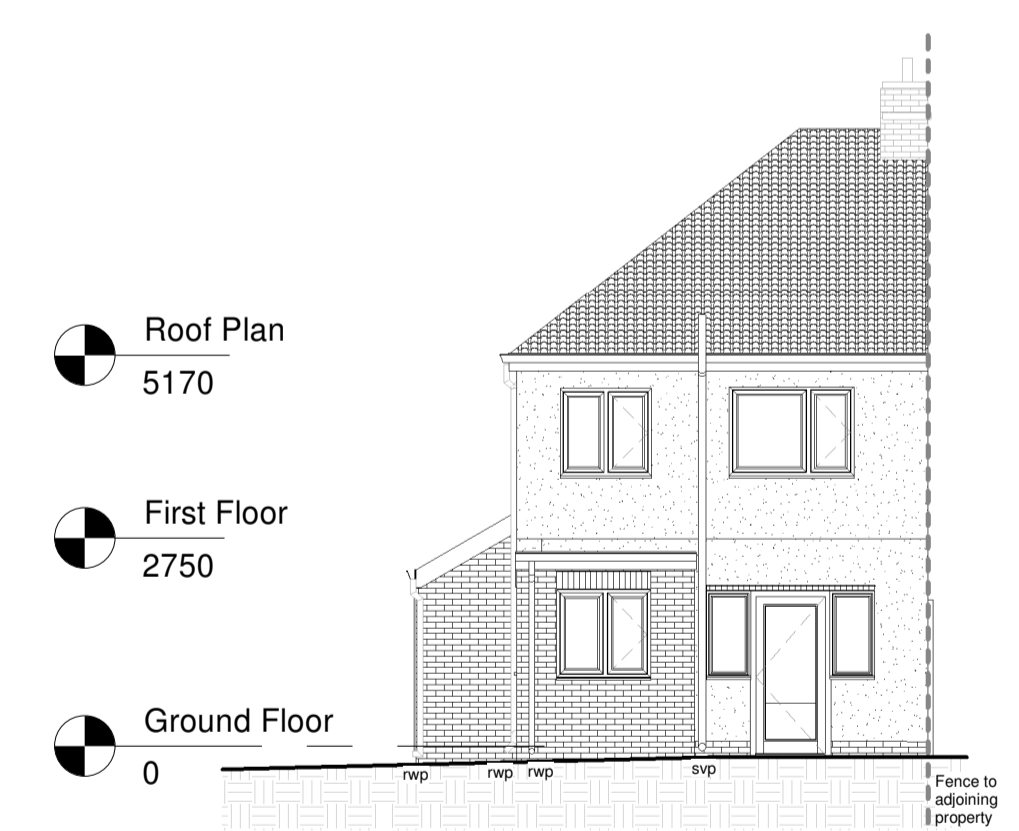 Roof Plan
5170
First Floor
2750
Ground Floor
0
rwp
rwp
rwp
svp
Fence to
adjoining
property